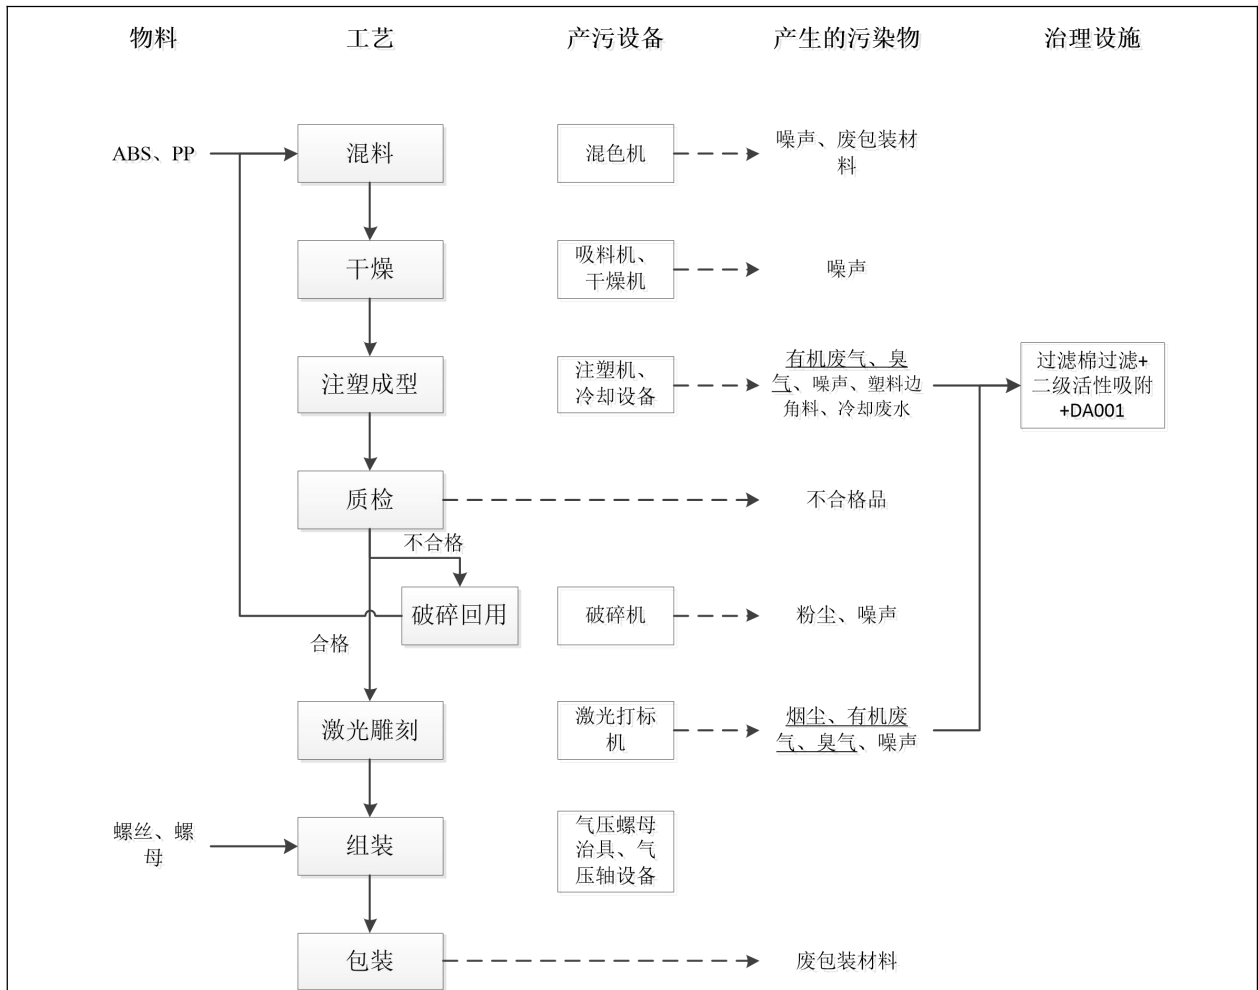 物料 工艺 产污设备 产生的污染物 治理设施
ABS、PP
混料
混色机
噪声、废包装材
料
干燥
吸料机、
干燥机
噪声
注塑成型
注塑机、
冷却设备
有机废气、臭
气、噪声、塑料边
角料、冷却废水
过滤棉过滤+
二级活性吸附
+DA001
质检
不合格品
不合格
破碎回用
破碎机
粉尘、噪声
合格
激光雕刻
激光打标
机
烟尘、有机废
气、臭气、噪声
螺丝、螺
母
组装
气压螺母
治具、气
压轴设备
包装
废包装材料